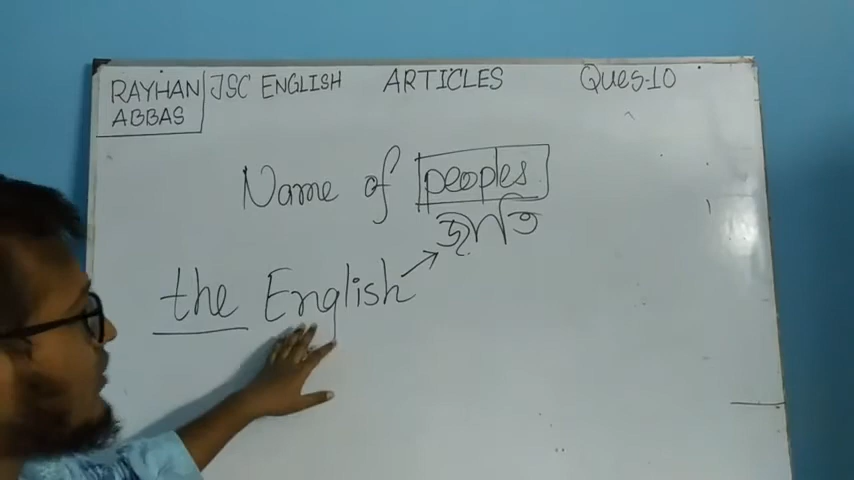 RAYHAN ABBAS JSC ENGLISH ARTICLES Ques-10
Name of peoples
জাতি
the English